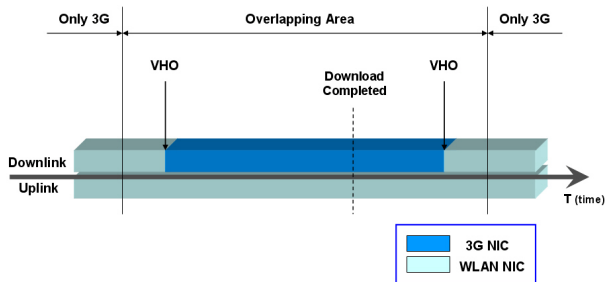 Only 3G
Overlapping Area
Only 3G
VHO
Download
Completed
VHO
Downlink
Uplink
T (time)
3G NIC
WLAN NIC